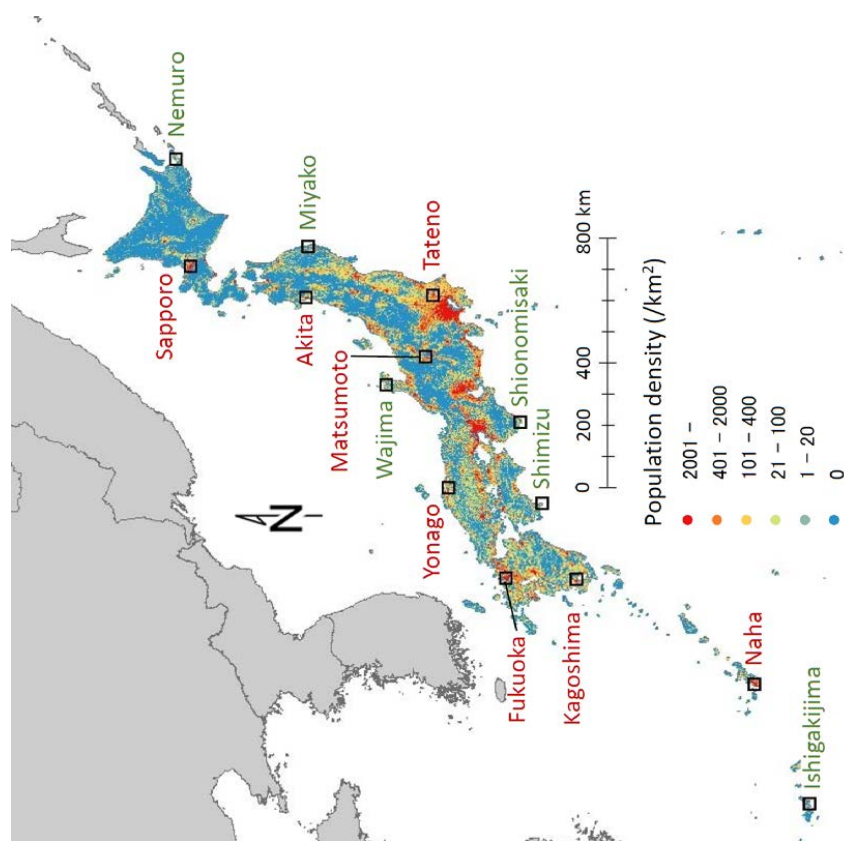 Nemuro
Sapporo
Miyako
Akita
Tateno
Matsumoto
Wajima
Shionomisaki
Shimizu
Yonago
Fukuoka
Kagoshima
Naha
Ishigakijima
N
0 200 400 800 km
Population density (/km²)
2001 –
401 – 2000
101 – 400
21 – 100
1 – 20
0